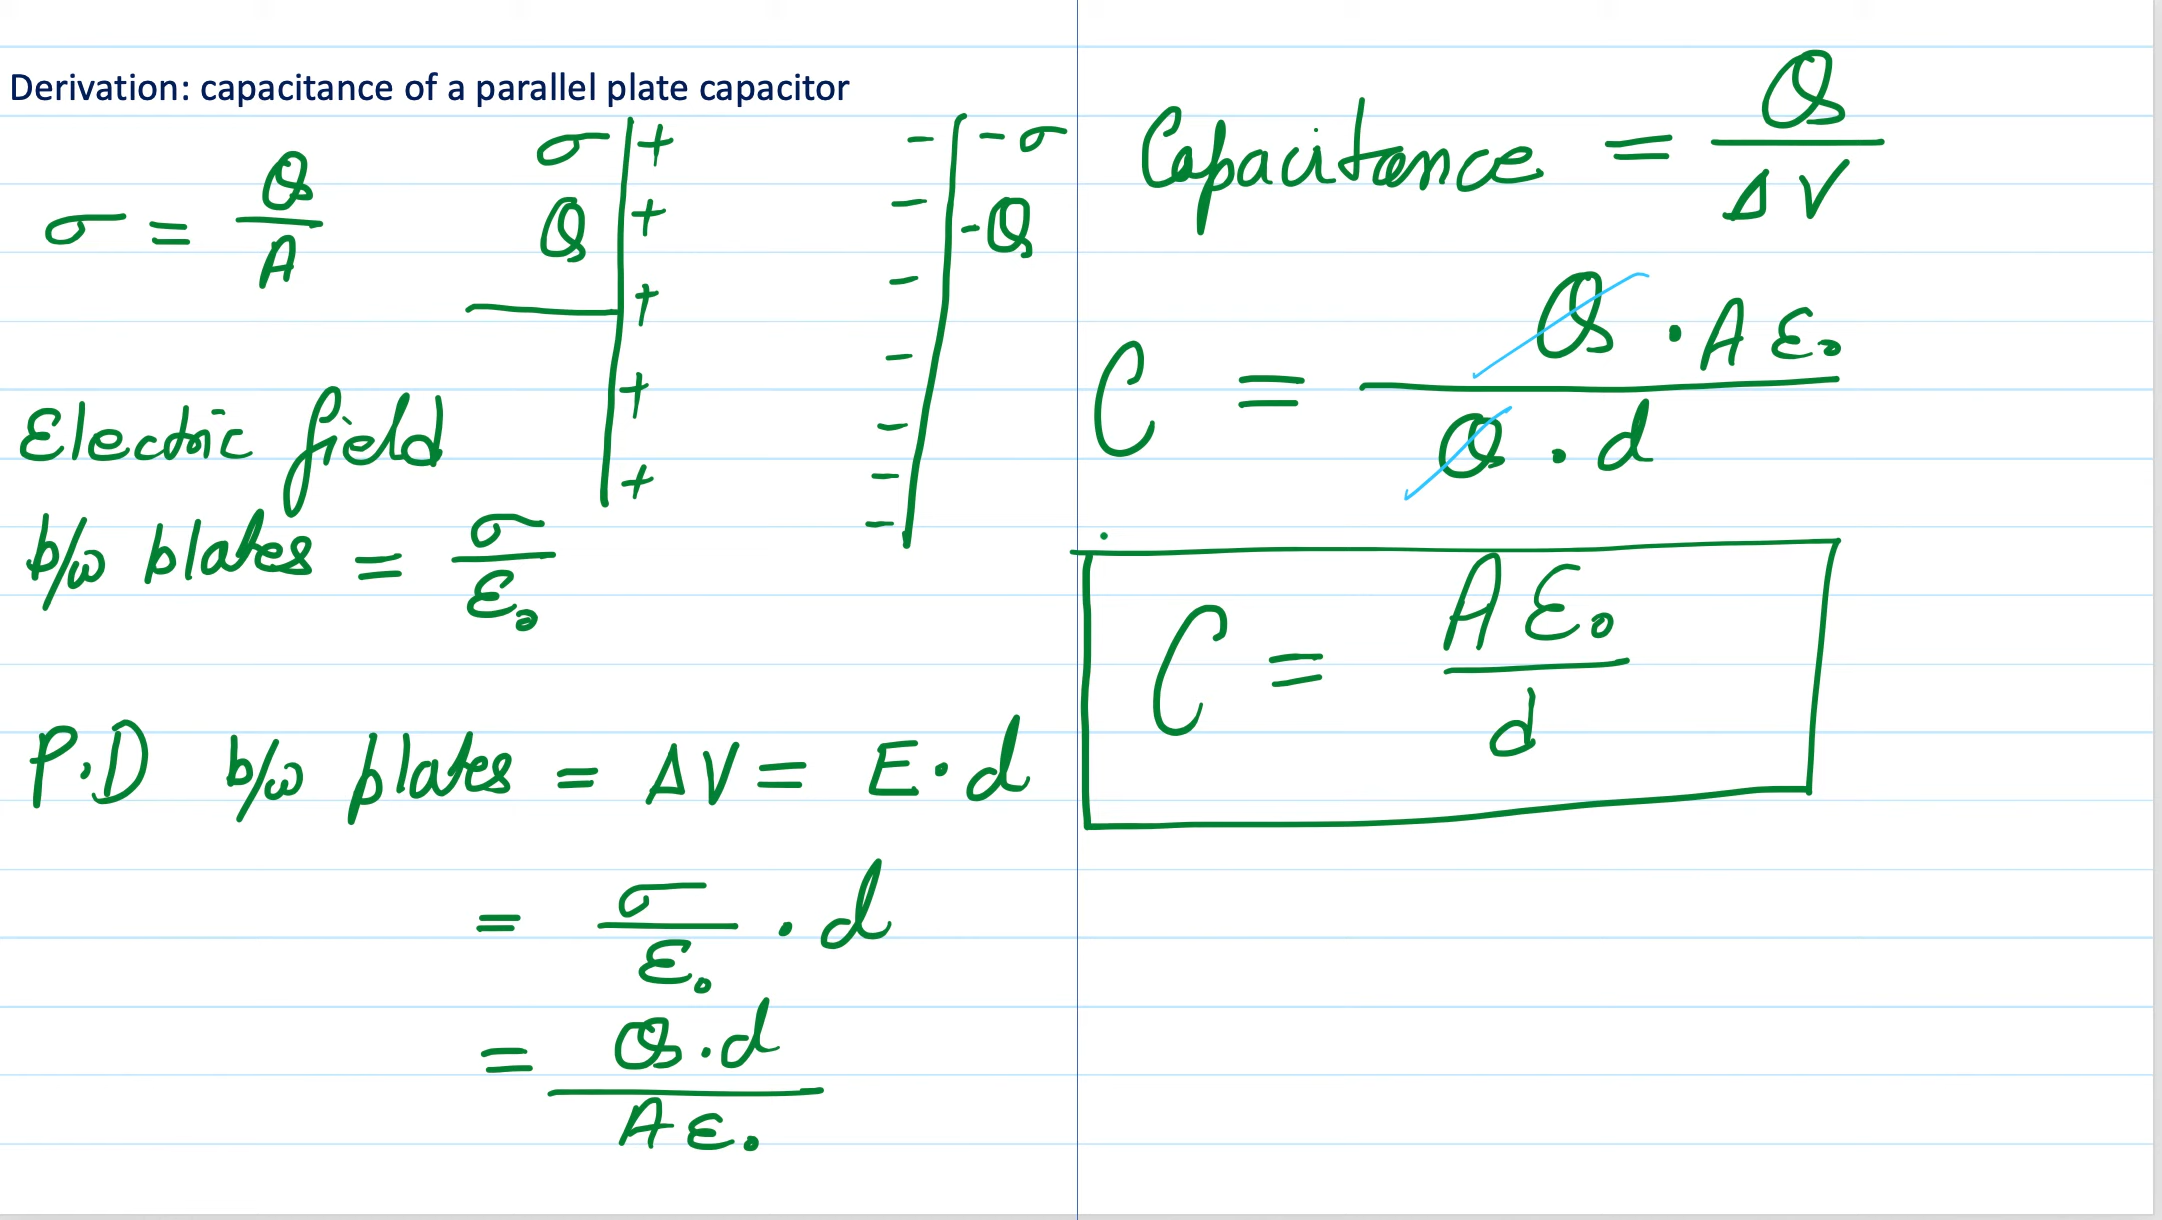 Derivation: capacitance of a parallel plate capacitor
σ = Q/A
σ + - -σ
Q + - -Q
+ -
+ -
+ - - -
Electric field
b/w plates = σ/ε₀
P.D b/w plates = ΔV = E·d
= σ/ε₀ · d
= Q·d/Aε₀
Capacitance = Q/ΔV
C = Q·Aε₀/Q·d
C = Aε₀/d